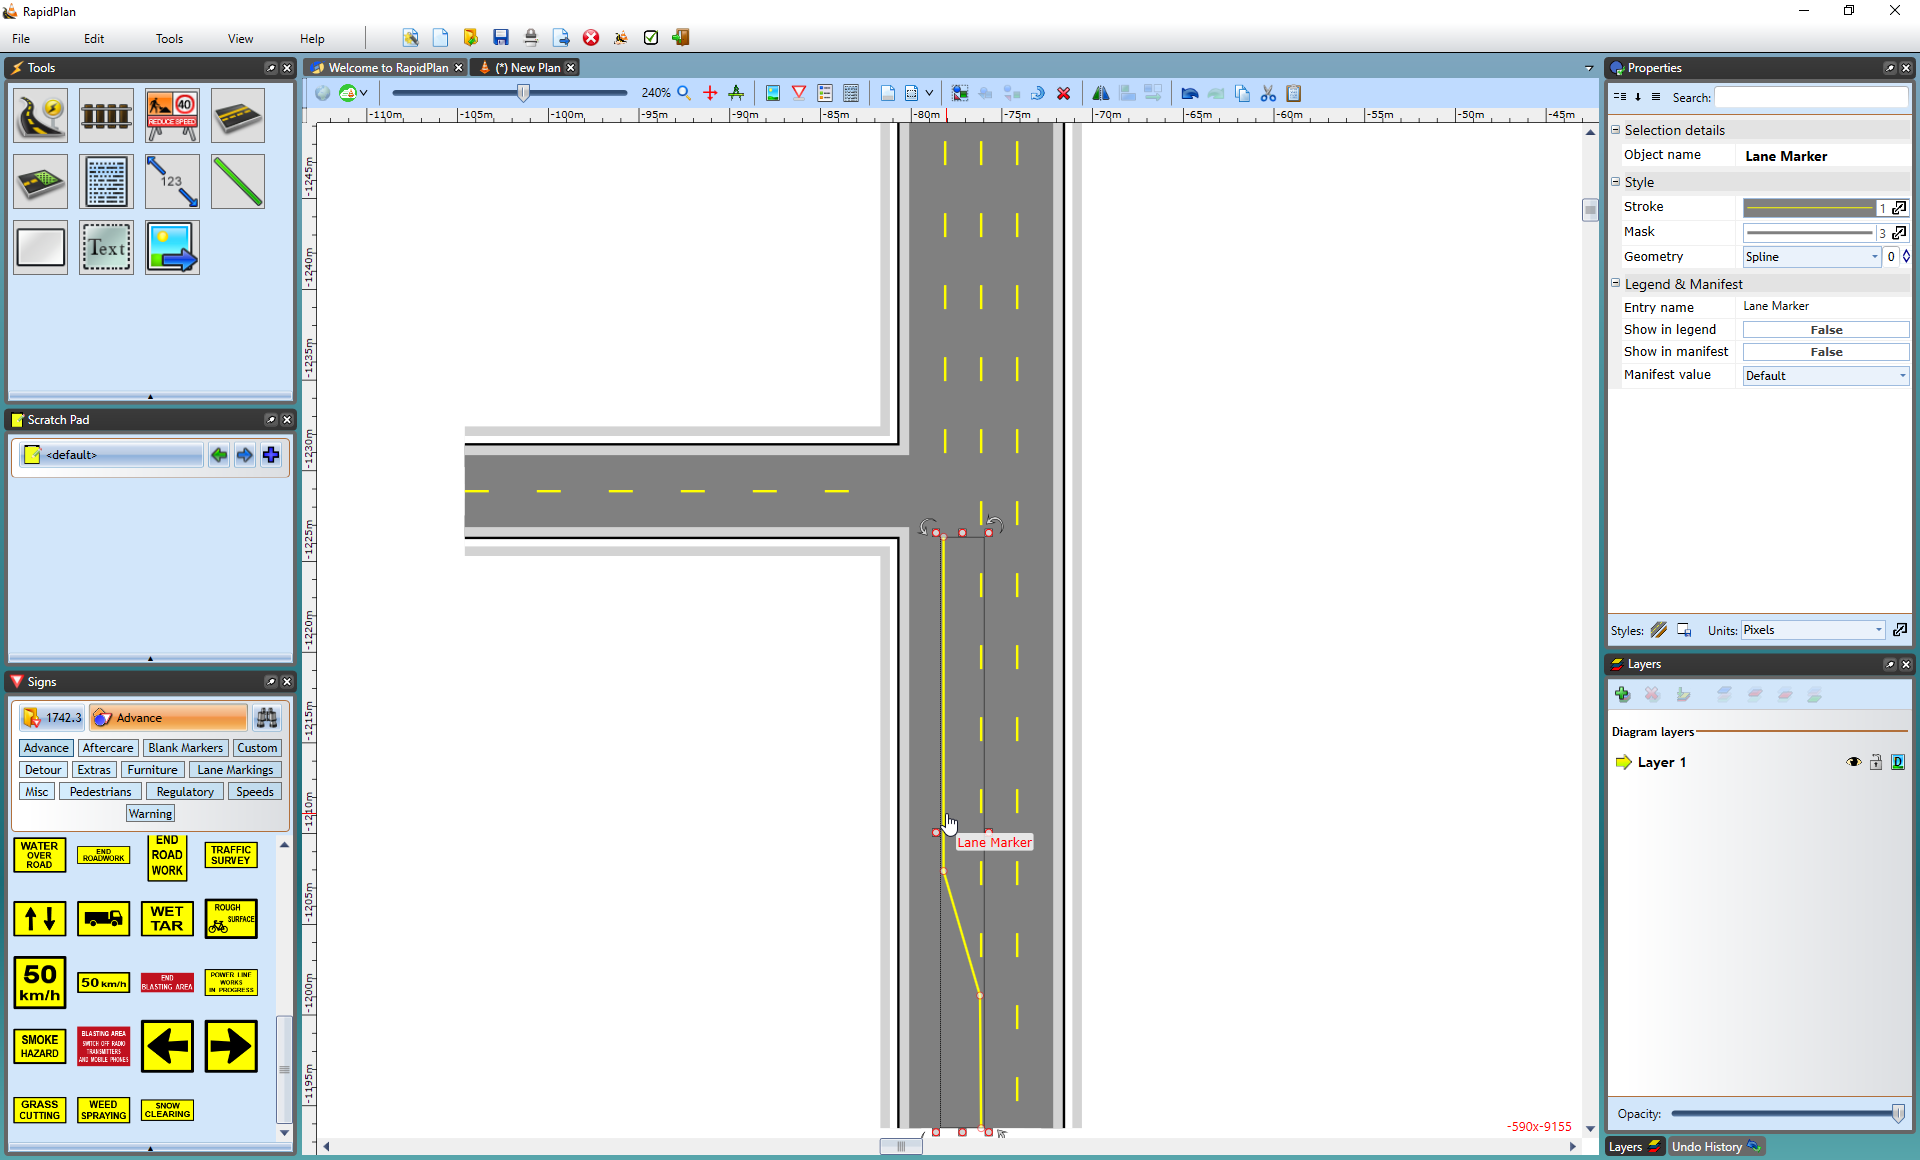 RapidPlan
File Edit Tools View Help
Tools
40
REDUCE SPEED
123
Text
Scratch Pad
<default>
Signs
1742.3 Advance
Advance Aftercare Blank Markers Custom
Detour Extras Furniture Lane Markings
Misc Pedestrians Regulatory Speeds
Warning
WATER OVER ROAD
END ROADWORK
END ROAD WORK
TRAFFIC SURVEY
WET TAR
ROUGH SURFACE
50 km/h
50 km/h
END BLASTING AREA
POWER LINE WORKS IN PROGRESS
SMOKE HAZARD
BLASTING AREA SWITCH OFF RADIO TRANSMITTERS AND MOBILE PHONES
GRASS CUTTING
WEED SPRAYING
SNOW CLEARING
Welcome to RapidPlan (*) New Plan
240%
-110m -105m -100m -95m -90m -85m -80m -75m -70m -65m -60m -55m -50m -45m
-1245m
-1240m
-1235m
-1230m
-1225m
-1220m
-1215m
-1210m
-1205m
-1200m
-1195m
Lane Marker
-590x-9155
Properties
Search:
Selection details
Object name Lane Marker
Style
Stroke 1
Mask 3
Geometry Spline 0
Legend & Manifest
Entry name Lane Marker
Show in legend False
Show in manifest False
Manifest value Default
Styles: Units: Pixels
Layers
Diagram layers
Layer 1 D
Opacity:
Layers Undo History